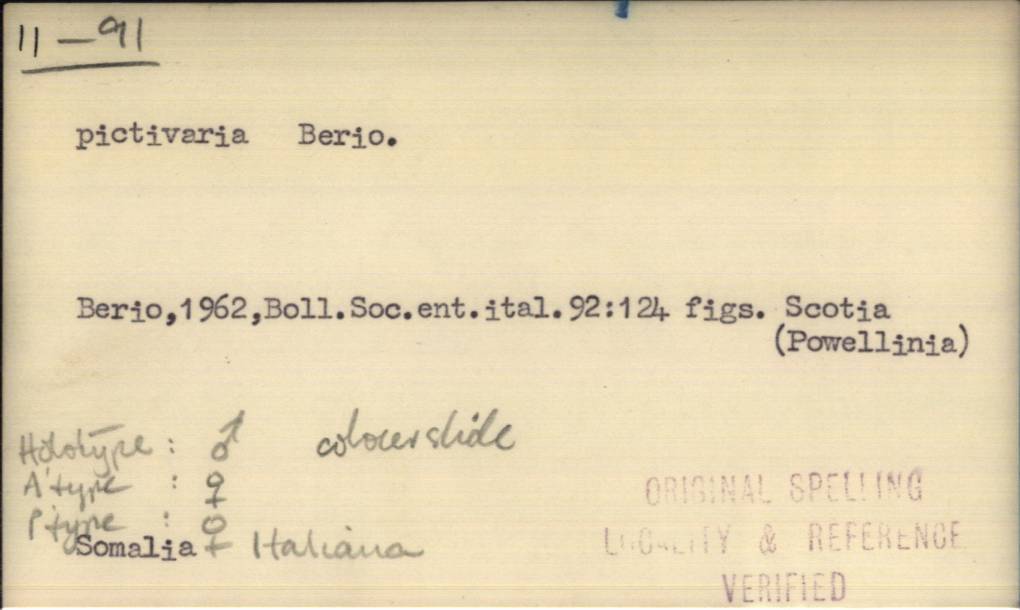 11-91
pictivaria Berio.
Berio,1962,Boll.Soc.ent.ital.92:124 figs. Scotia
(Powellinia)
Holotype : ♂ colourslide
A'type : ♀
P'type : ♀
Somalia Italiana
ORIGINAL SPELLING
LOCALITY & REFERENCE
VERIFIED